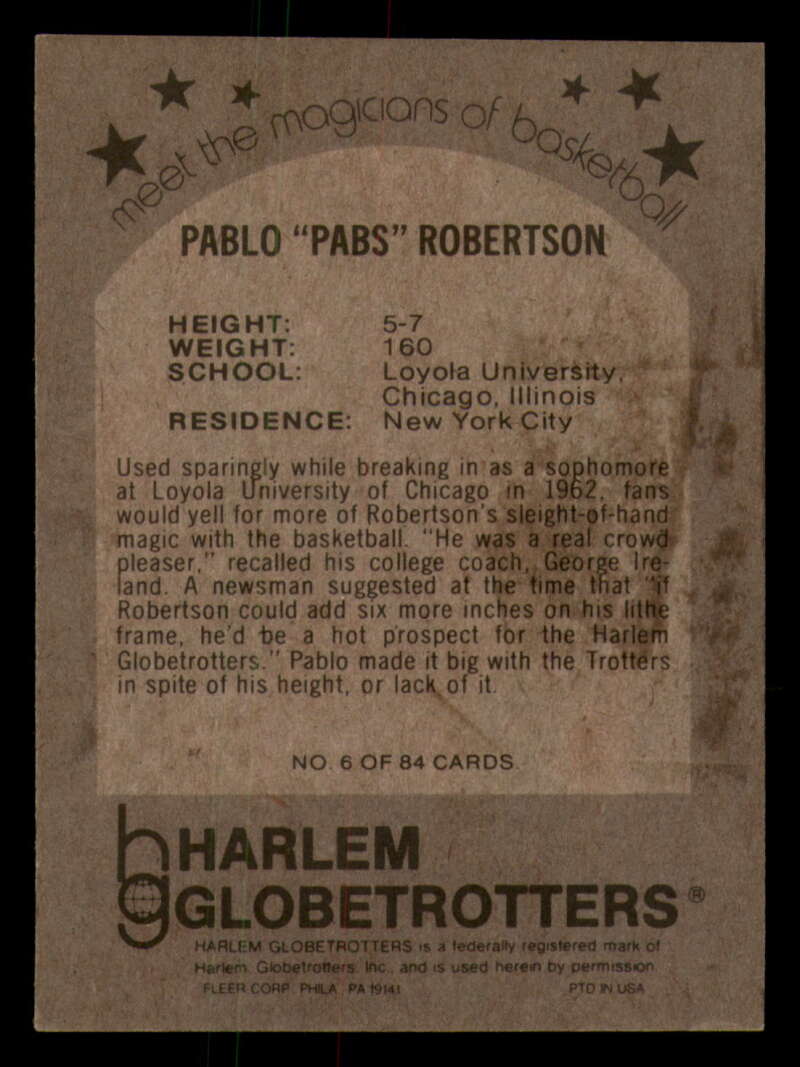 meet the magicians of basketball
PABLO "PABS" ROBERTSON
HEIGHT: 5-7
WEIGHT: 160
SCHOOL: Loyola University,
Chicago, Illinois
RESIDENCE: New York City
Used sparingly while breaking in as a sophomore
at Loyola University of Chicago in 1962, fans
would yell for more of Robertson's sleight-of-hand
magic with the basketball. "He was a real crowd
pleaser," recalled his college coach, George Ire-
land. A newsman suggested at the time that "if
Robertson could add six more inches on his lithe
frame, he'd be a hot prospect for the Harlem
Globetrotters." Pablo made it big with the Trotters
in spite of his height, or lack of it.
NO. 6 OF 84 CARDS
hg HARLEM
GLOBETROTTERS®
HARLEM GLOBETROTTERS is a federally registered mark of
Harlem Globetrotters, Inc., and is used herein by permission.
FLEER CORP. PHILA., PA 19141 PTD IN USA